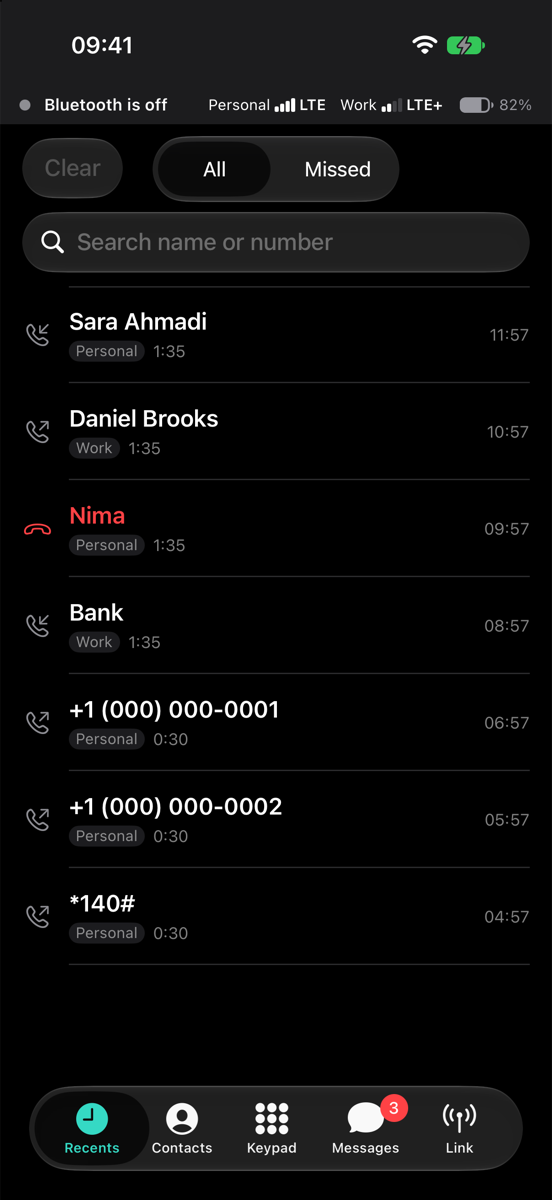 09:41
Bluetooth is off Personal LTE Work LTE+ 82%
Clear All Missed
Search name or number
Sara Ahmadi
Personal 1:35 11:57
Daniel Brooks
Work 1:35 10:57
Nima
Personal 1:35 09:57
Bank
Work 1:35 08:57
+1 (000) 000-0001
Personal 0:30 06:57
+1 (000) 000-0002
Personal 0:30 05:57
*140#
Personal 0:30 04:57
3
Recents Contacts Keypad Messages Link